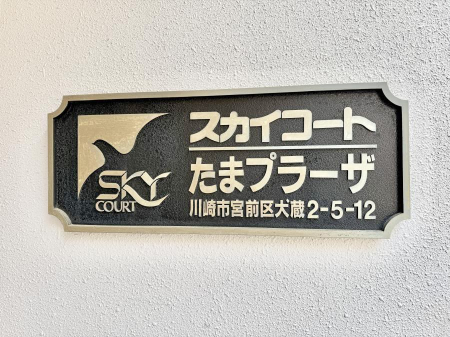 SKY
COURT
スカイコート
たまプラーザ
川崎市宮前区犬蔵2-5-12